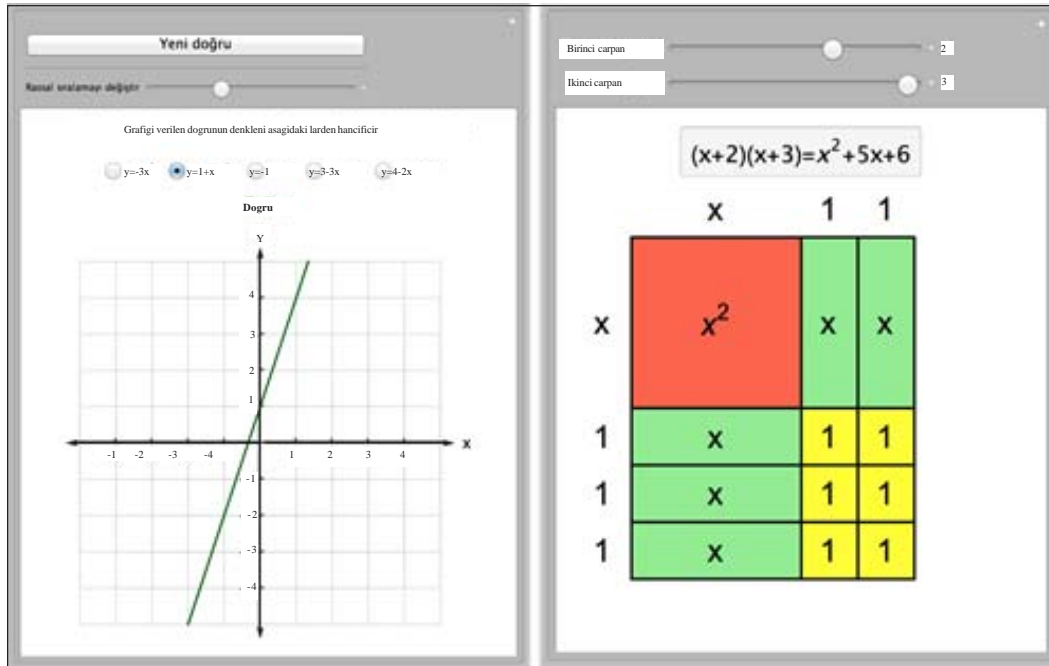 Yeni doğru
Rassal sıralamayı değiştir
Grafigi verilen dogrunun denkleni asagidaki larden hancificir
y=-3x y=1+x y=-1 y=3-3x y=4-2x
Dogru
Y
4
3
2
1
-1 -2 -3 -4 1 2 3 4 X
-1
-2
-3
-4
Birinci carpan 2
Ikinci carpan 3
(x+2)(x+3)=x²+5x+6
x 1 1
x x² x x
1 x 1 1
1 x 1 1
1 x 1 1